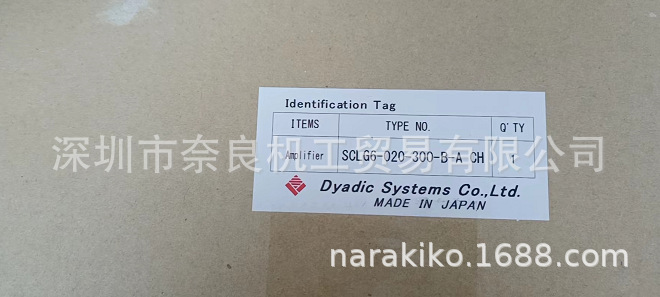 Identification Tag
ITEMS TYPE NO. Q'TY
Amplifier SCLG6-020-300-B-A CH 1
Dyadic Systems Co.,Ltd.
MADE IN JAPAN
深圳市奈良机工贸易有限公司
narakiko.1688.com